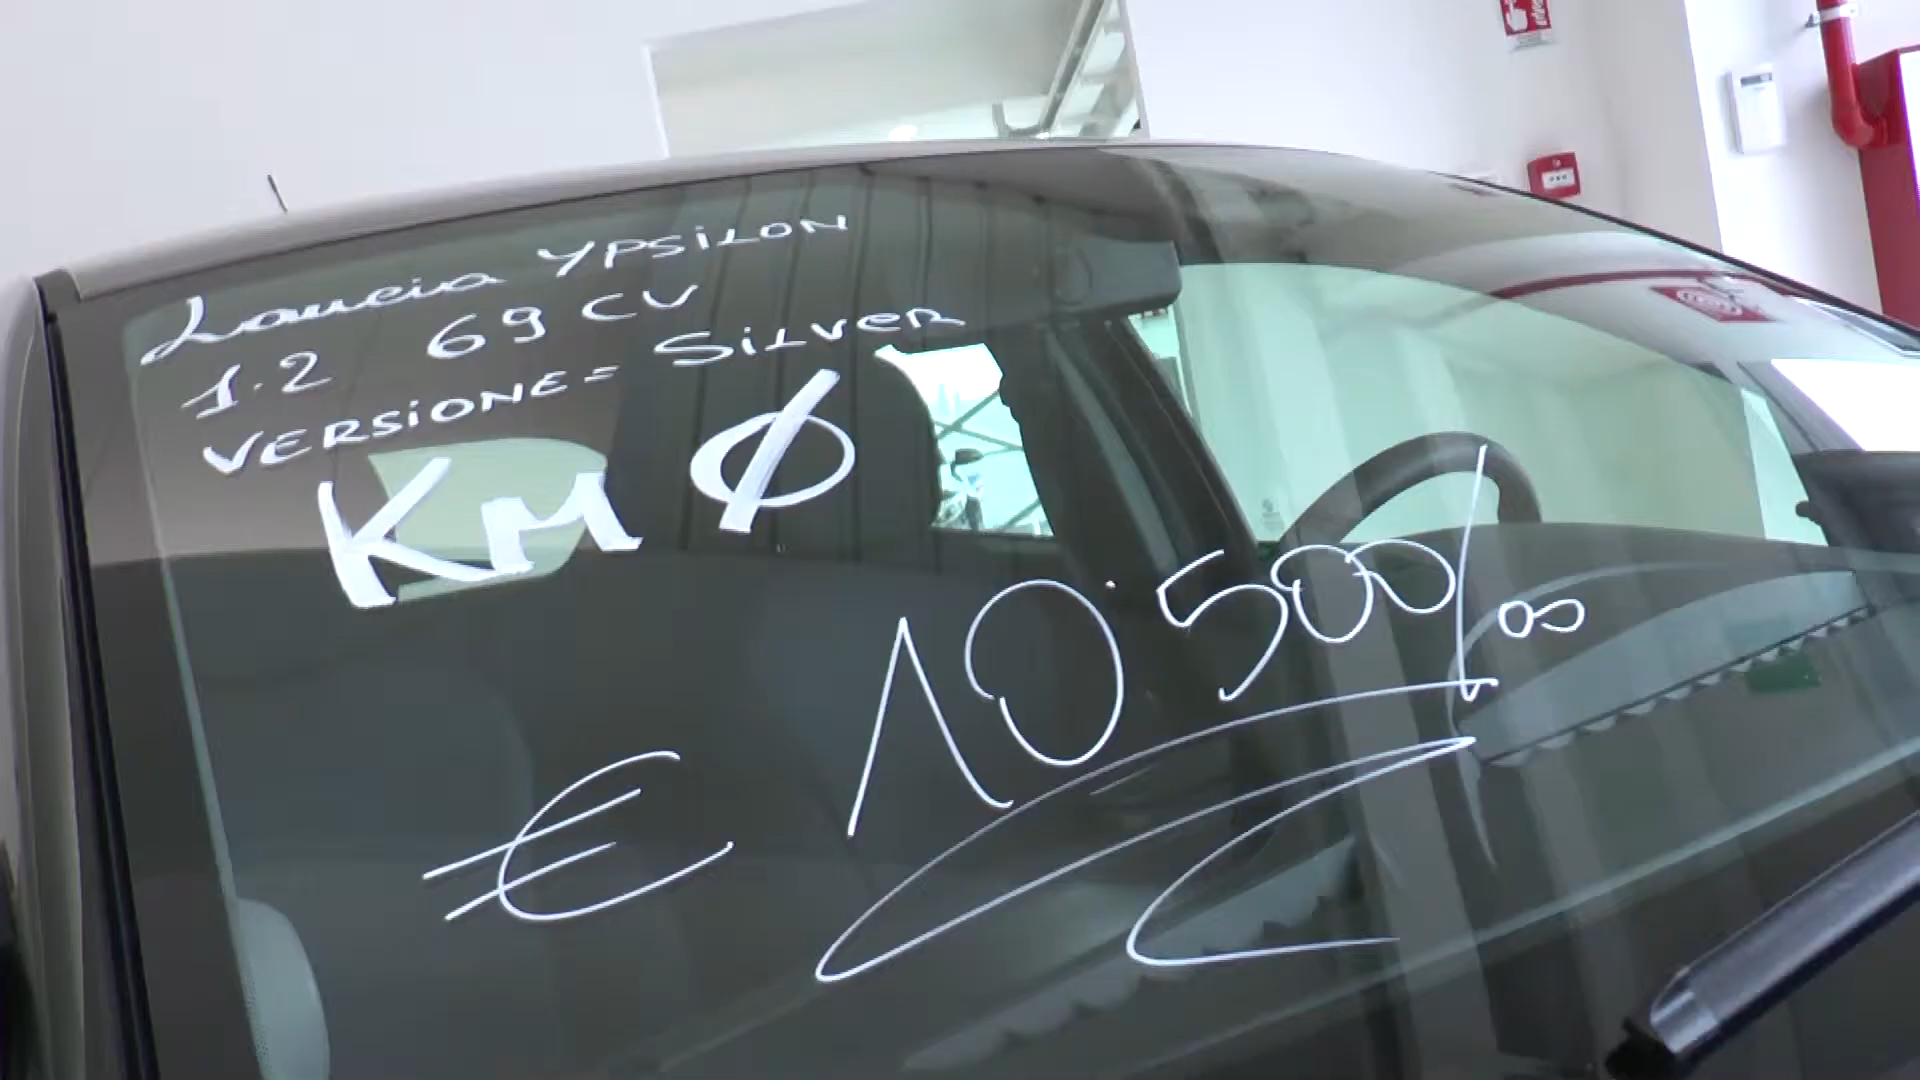 Lancia YPSILON
1.2 69 CV
VERSIONE = SILVER
KM Ø
€ 10.500/00